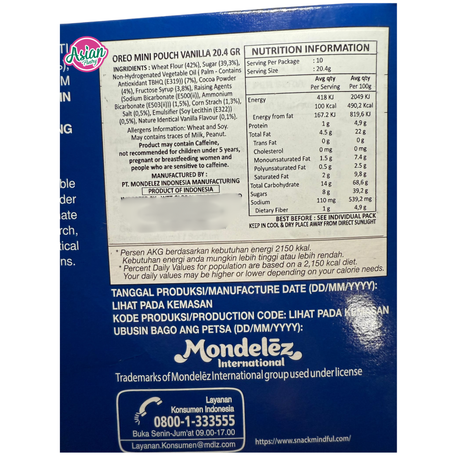 Asian
Pantry
OREO MINI POUCH VANILLA 20.4 GR
INGREDIENTS : Wheat Flour (42%), Sugar (39,3%),
Non-Hydrogenated Vegetable Oil ( Palm - Contains
Antioxidant TBHQ (E319)) (7%), Cocoa Powder
(4%), Fructose Syrup (3,8%), Raising Agents
(Sodium Bicarbonate (E500(ii)), Ammonium
Bicarbonate (E503(ii))) (1,5%), Corn Strach (1,3%),
Salt (0,5%), Emulsifier (Soy Lecithin (E322))
(0,5%), Nature Identical Vanilla Flavour (0,1%).
Allergens Information: Wheat and Soy.
May contains traces of Milk, Peanut.
Product may contain Caffeine,
not recommended for children under 5 years,
pregnant or breastfeeding women and
people who are sensitive to caffeine.
MANUFACTURED BY :
PT. MONDELEZ INDONESIA MANUFACTURING
PRODUCT OF INDONESIA
NUTRITION INFORMATION
Serving Per Package : 10
Serving Size : 20.4g
Avg qty Avg qty
Per Serving Per 100g
Energy 418 KJ 2049 KJ
100 Kcal 490,2 Kcal
Energy from fat 167.2 KJ 819,6 KJ
Protein 1 g 4,9 g
Total Fat 4.5 g 22 g
Trans Fat 0 g 0 g
Cholesterol 0 mg 0 mg
Monounsaturated Fat 1.5 g 7.4 g
Polyunsaturated Fat 0.5 g 2.5 g
Saturated Fat 2 g 9,8 g
Total Carbohydrate 14 g 68,6 g
Sugars 8 g 39,2 g
Sodium 110 mg 539,2 mg
Dietary Fiber 1 g 4,9 g
BEST BEFORE : SEE INDIVIDUAL PACK
KEEP IN COOL & DRY PLACE AWAY FROM DIRECT SUNLIGHT
* Persen AKG berdasarkan kebutuhan energi 2150 kkal.
Kebutuhan energi anda mungkin lebih tinggi atau lebih rendah.
* Percent Daily Values for population are based on a 2,150 kcal diet.
Your daily values may be higher or lower depending on your calorie needs.
TANGGAL PRODUKSI/MANUFACTURE DATE (DD/MM/YYYY):
LIHAT PADA KEMASAN
KODE PRODUKSI/PRODUCTION CODE: LIHAT PADA KEMASAN
UBUSIN BAGO ANG PETSA (DD/MM/YYYY):
Mondelēz
International
Trademarks of Mondelēz International group used under license
Layanan
Konsumen Indonesia
0800-1-333555
Buka Senin-Jum'at 09.00-17.00
Layanan.Konsumen@mdlz.com
https://www.snackmindful.com/